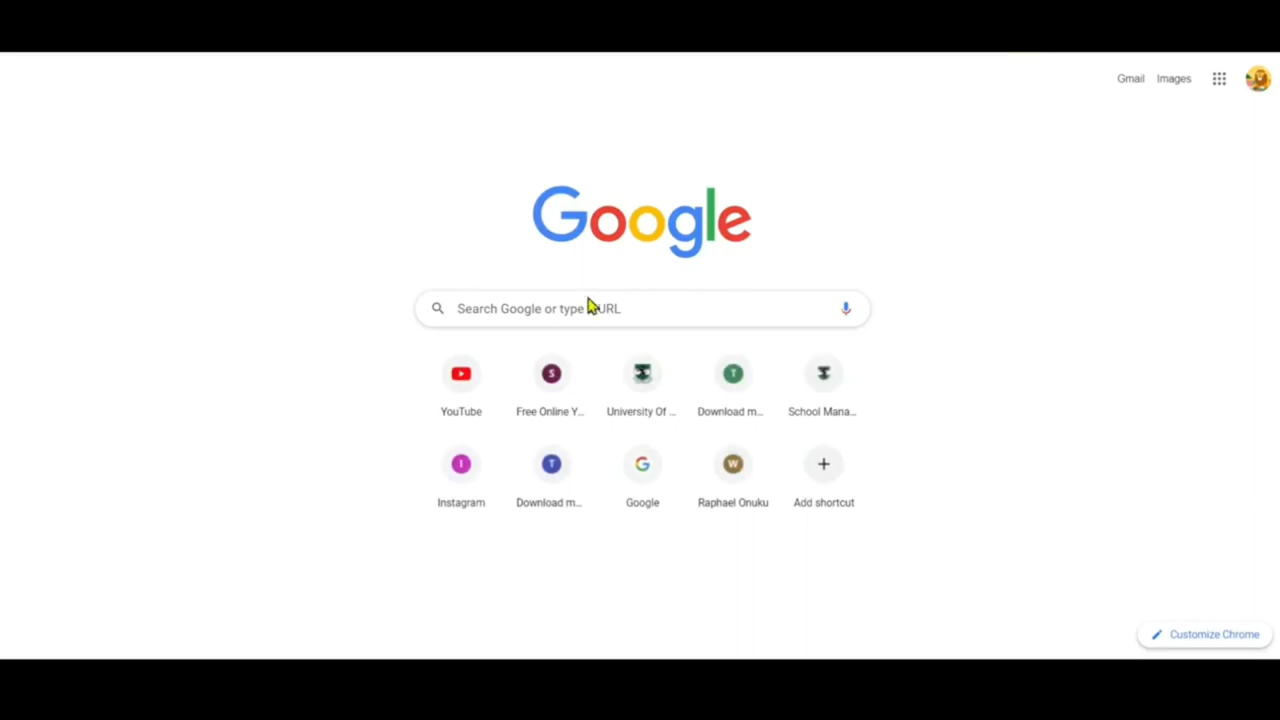 Gmail Images
Google
Search Google or type URL
S
T
YouTube
Free Online Y...
University Of ...
Download m...
School Mana...
I
T
W
Instagram
Download m...
Google
Raphael Onuku
Add shortcut
Customize Chrome